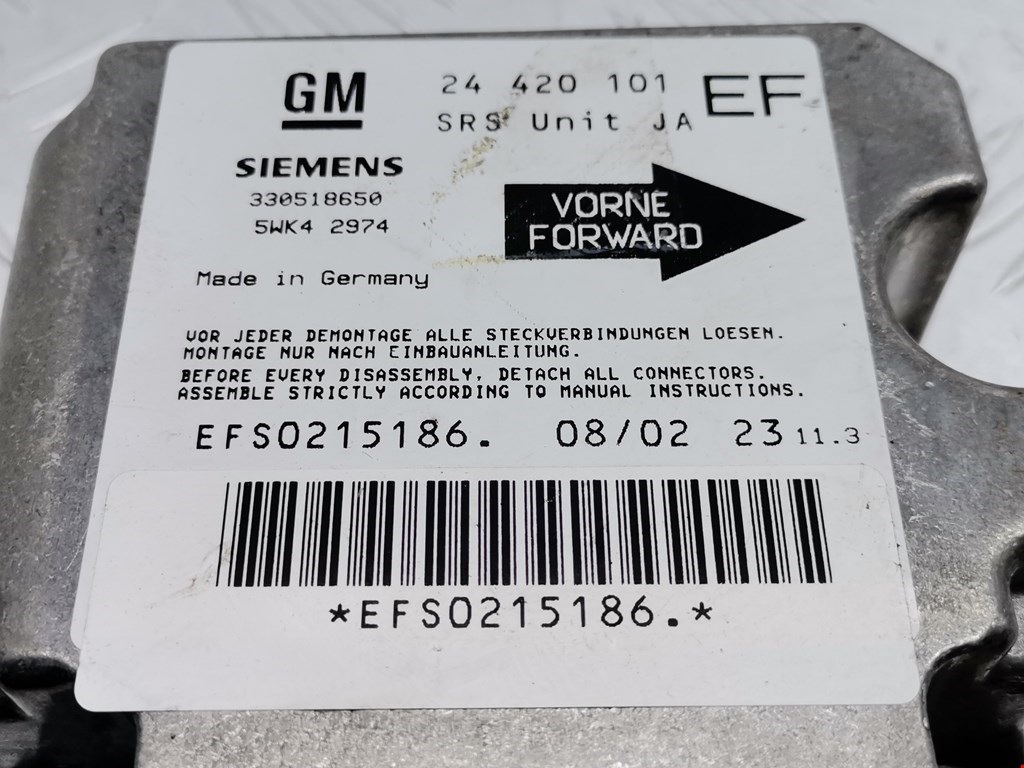 GM
24 420 101 EF
SRS Unit JA
SIEMENS
330518650
5WK4 2974
VORNE
FORWARD
Made in Germany
VOR JEDER DEMONTAGE ALLE STECKVERBINDUNGEN LOESEN.
MONTAGE NUR NACH EINBAUANLEITUNG.
BEFORE EVERY DISASSEMBLY, DETACH ALL CONNECTORS.
ASSEMBLE STRICTLY ACCORDING TO MANUAL INSTRUCTIONS.
EFS0215186. 08/02 23 11.3
*EFS0215186.*